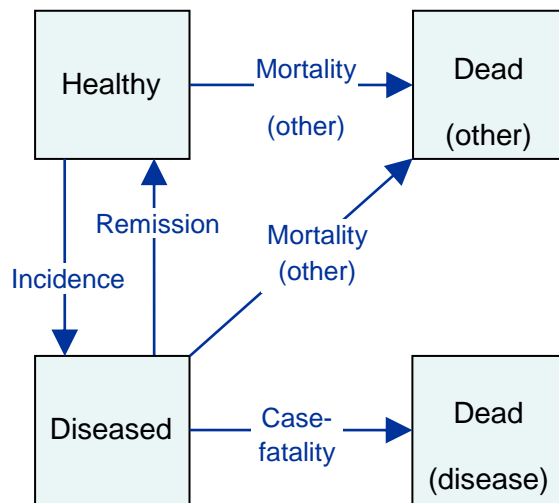 Healthy
Mortality
(other)
Dead
(other)
Remission
Incidence
Mortality
(other)
Diseased
Case-
fatality
Dead
(disease)